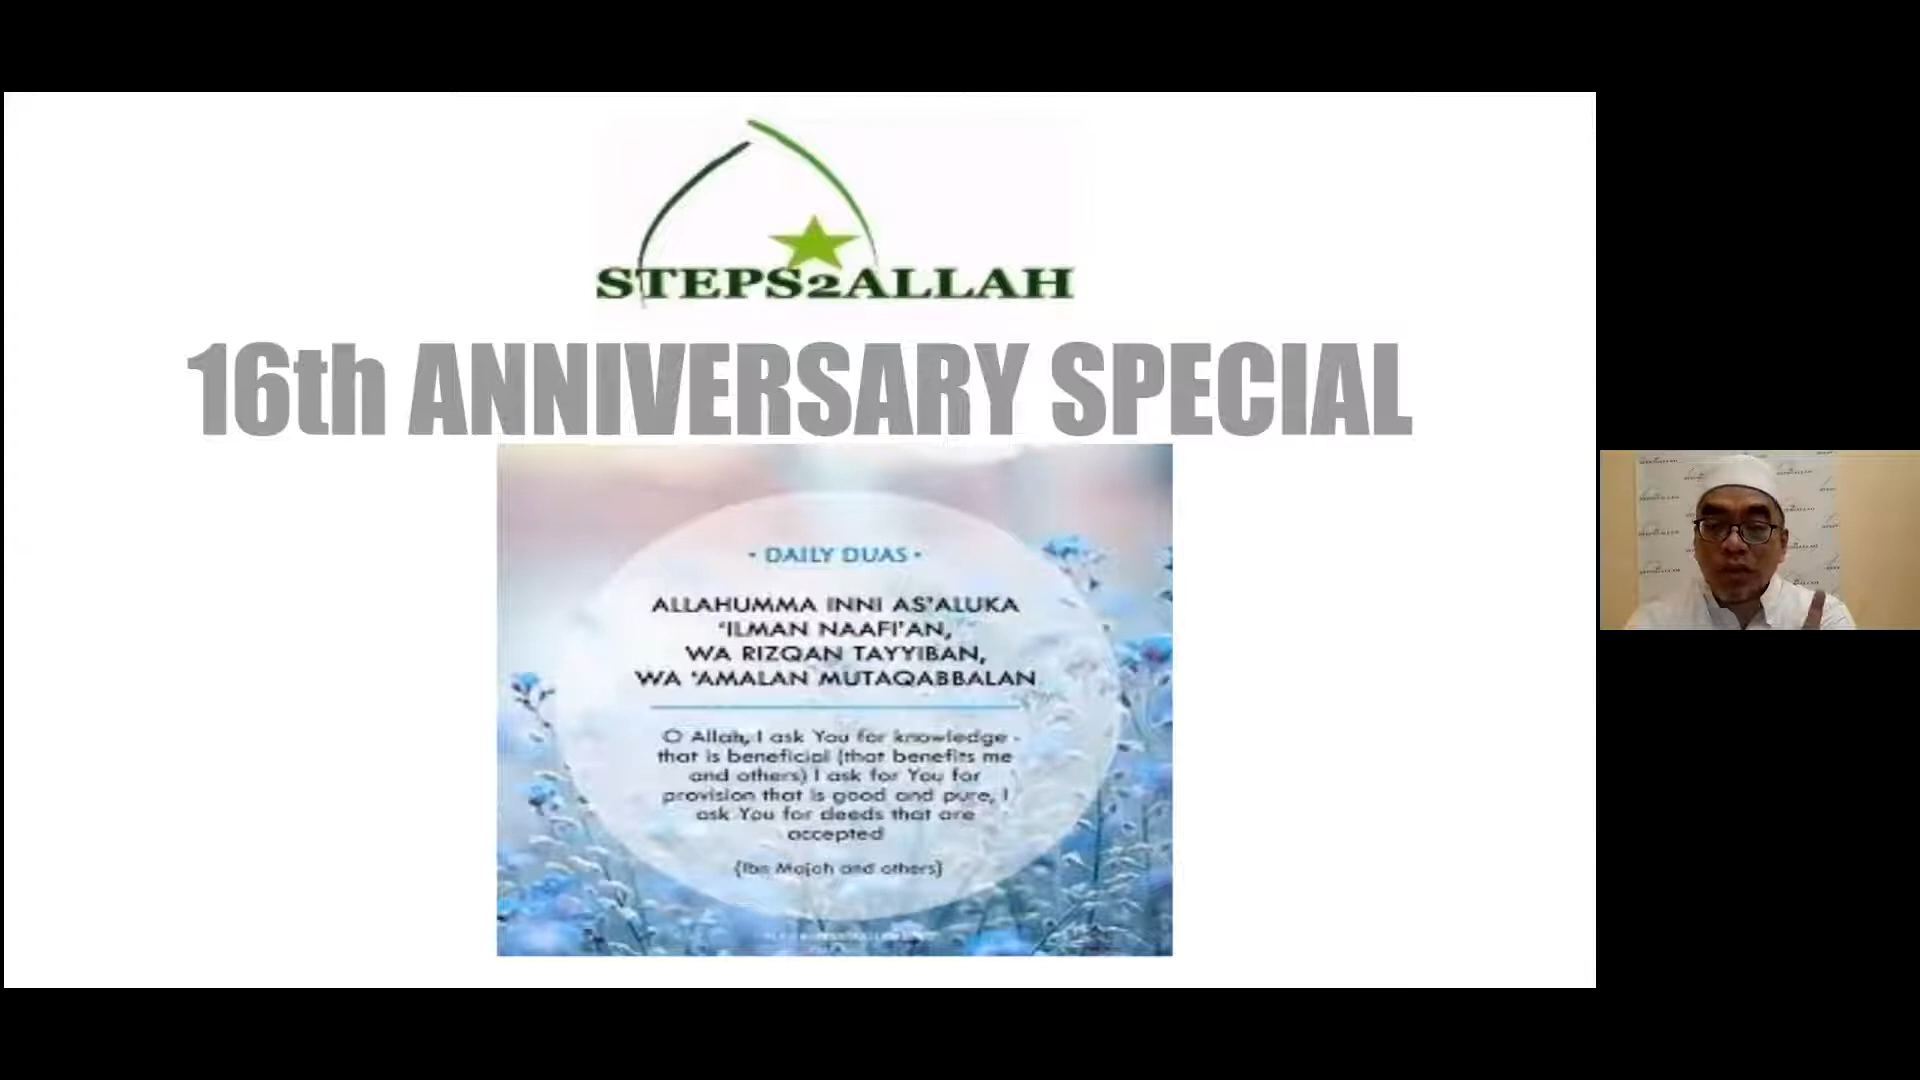 STEPS2ALLAH
16th ANNIVERSARY SPECIAL
• DAILY DUAS •
ALLAHUMMA INNI AS'ALUKA
'ILMAN NAAFI'AN,
WA RIZQAN TAYYIBAN,
WA 'AMALAN MUTAQABBALAN
O Allah, I ask You for knowledge -
that is beneficial (that benefits me
and others) I ask for You for
provision that is good and pure, I
ask You for deeds that are
accepted
(Ibn Majah and others)